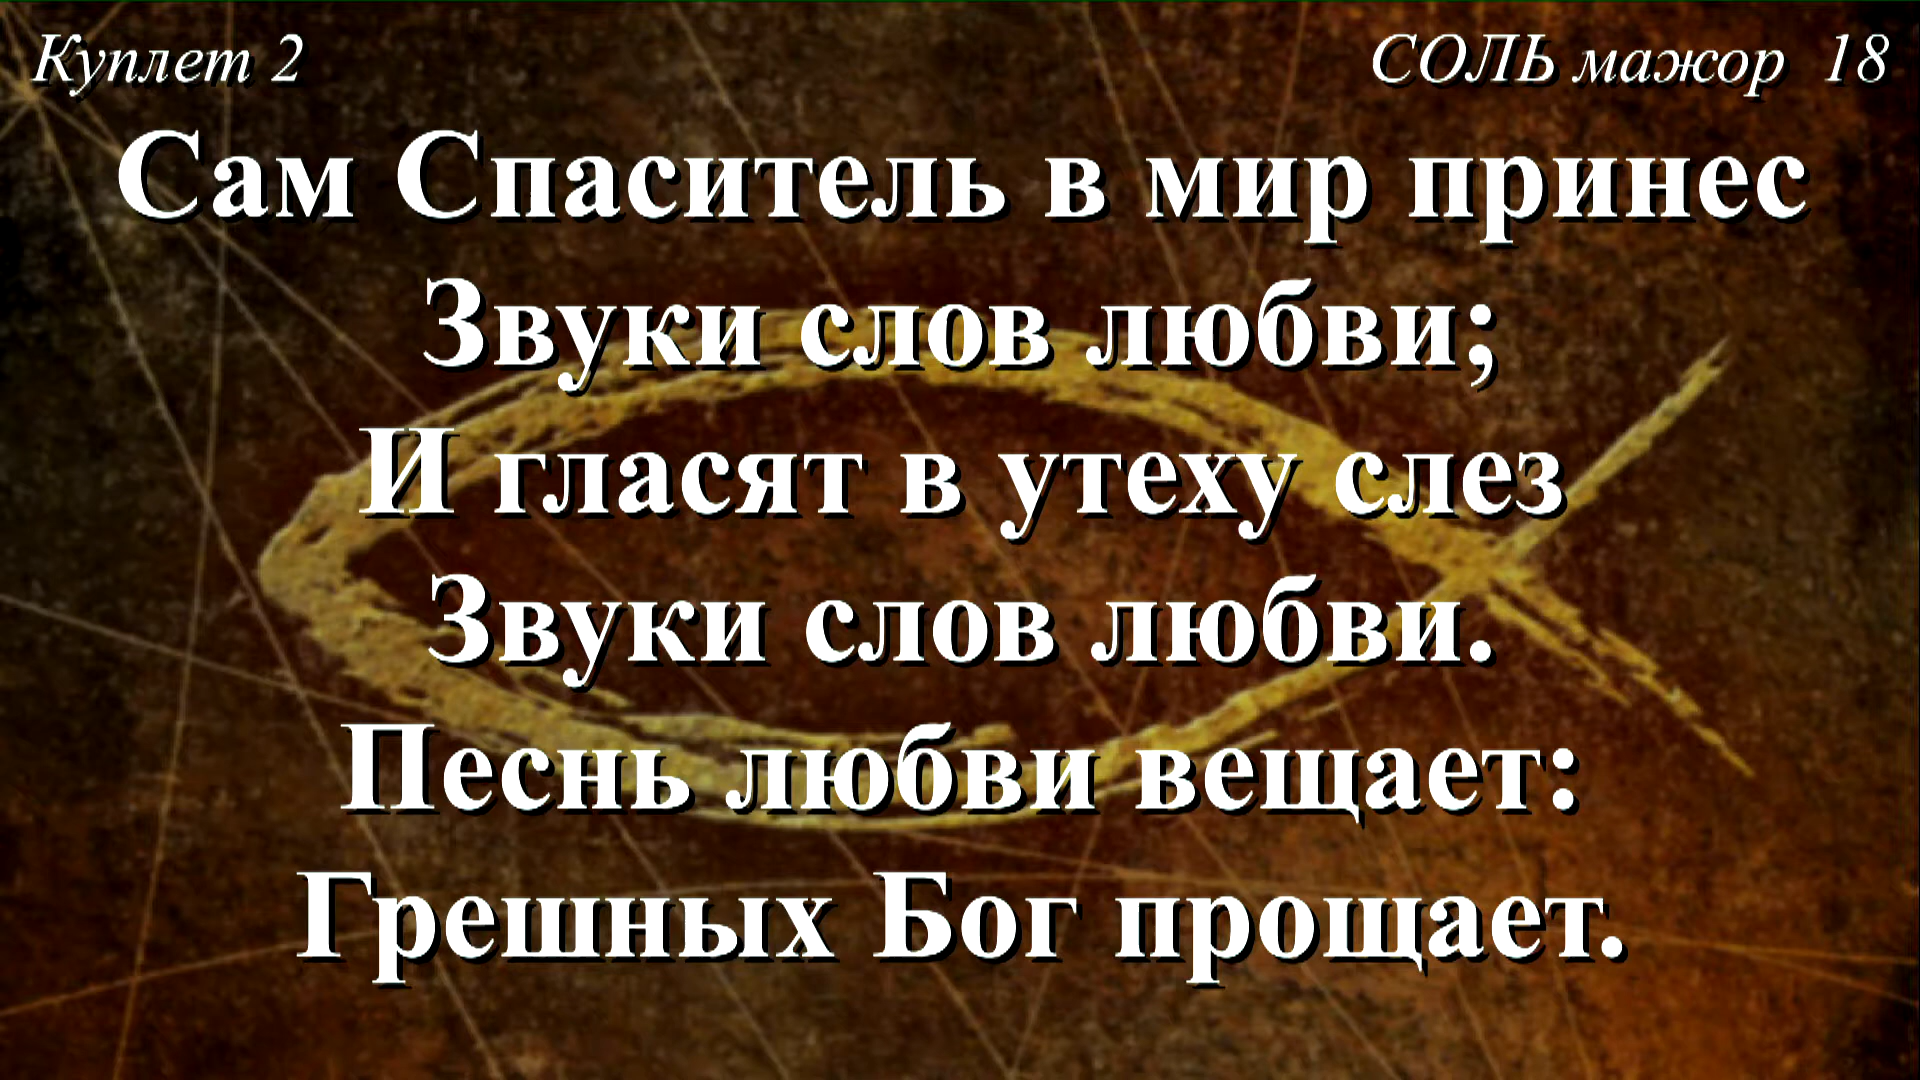 Куплет 2 СОЛЬ мажор 18
Сам Спаситель в мир принес
Звуки слов любви;
И гласят в утеху слез
Звуки слов любви.
Песнь любви вещает:
Грешных Бог прощает.